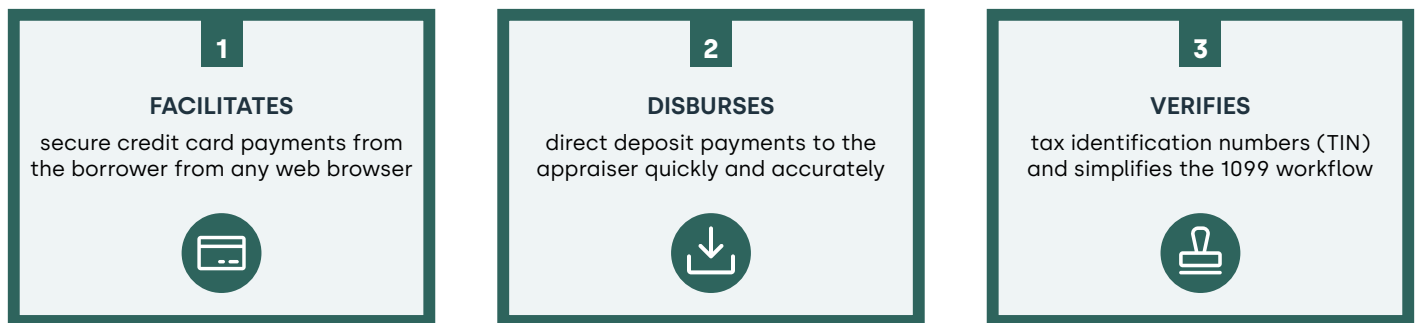 1
FACILITATES
secure credit card payments from
the borrower from any web browser
2
DISBURSES
direct deposit payments to the
appraiser quickly and accurately
3
VERIFIES
tax identification numbers (TIN)
and simplifies the 1099 workflow